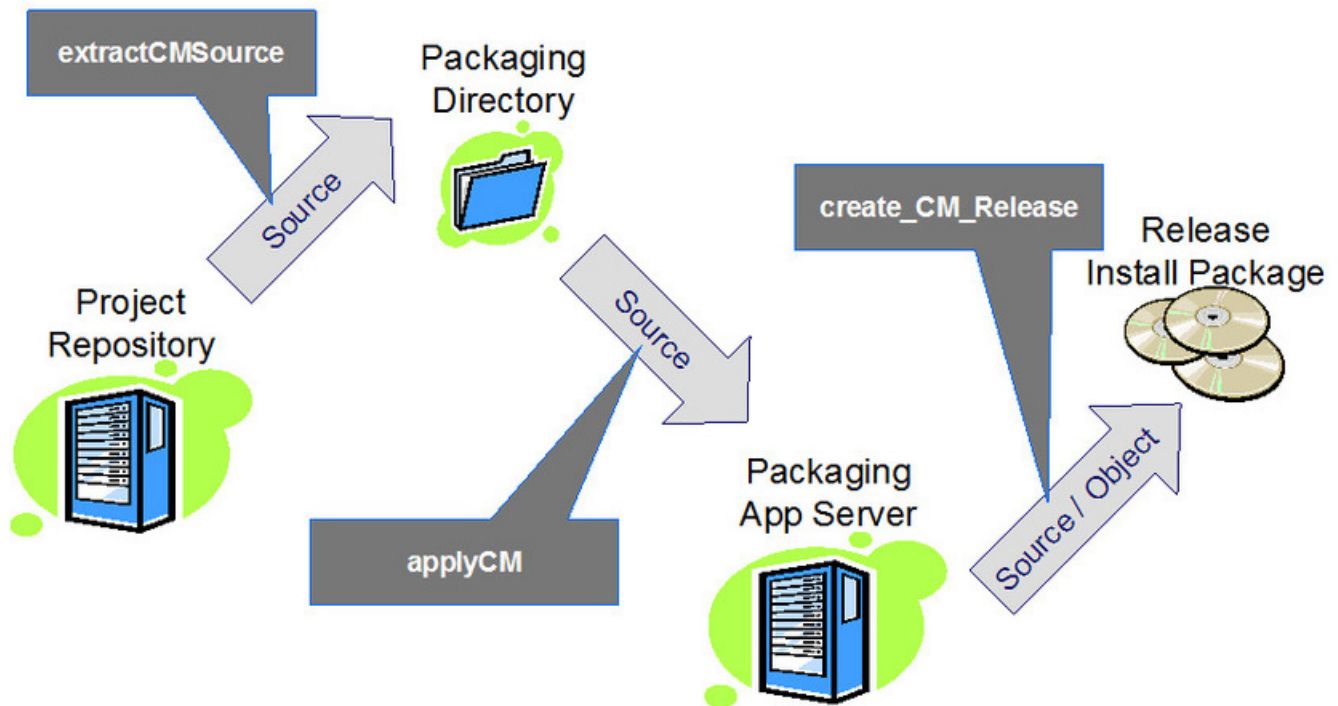 extractCMSource
Packaging
Directory
Source
create_CM_Release
Release
Install Package
Project
Repository
Source
Packaging
App Server
Source / Object
applyCM